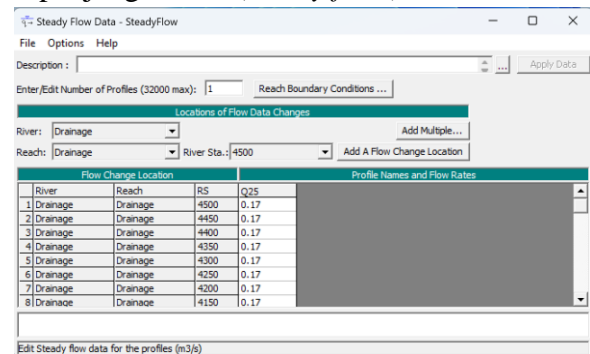 Steady Flow Data - SteadyFlow
File Options Help
Description : ... Apply Data
Enter/Edit Number of Profiles (32000 max): 1 Reach Boundary Conditions ...
Locations of Flow Data Changes
River: Drainage Add Multiple...
Reach: Drainage River Sta.: 4500 Add A Flow Change Location
Flow Change Location Profile Names and Flow Rates
River Reach RS Q25
1 Drainage Drainage 4500 0.17
2 Drainage Drainage 4450 0.17
3 Drainage Drainage 4400 0.17
4 Drainage Drainage 4350 0.17
5 Drainage Drainage 4300 0.17
6 Drainage Drainage 4250 0.17
7 Drainage Drainage 4200 0.17
8 Drainage Drainage 4150 0.17
Edit Steady flow data for the profiles (m3/s)